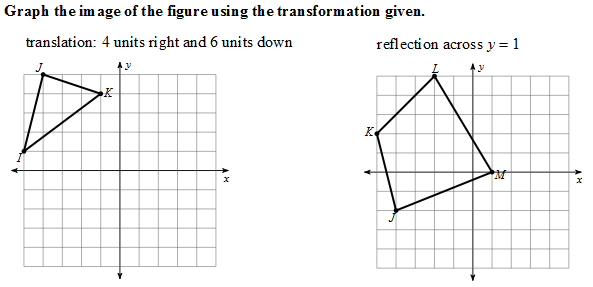 Graph the image of the figure using the transformation given.
translation: 4 units right and 6 units down
J
y
K
I
x
reflection across y = 1
L
y
K
M
x
J